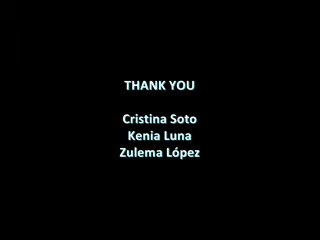 THANK YOU
Cristina Soto
Kenia Luna
Zulema López